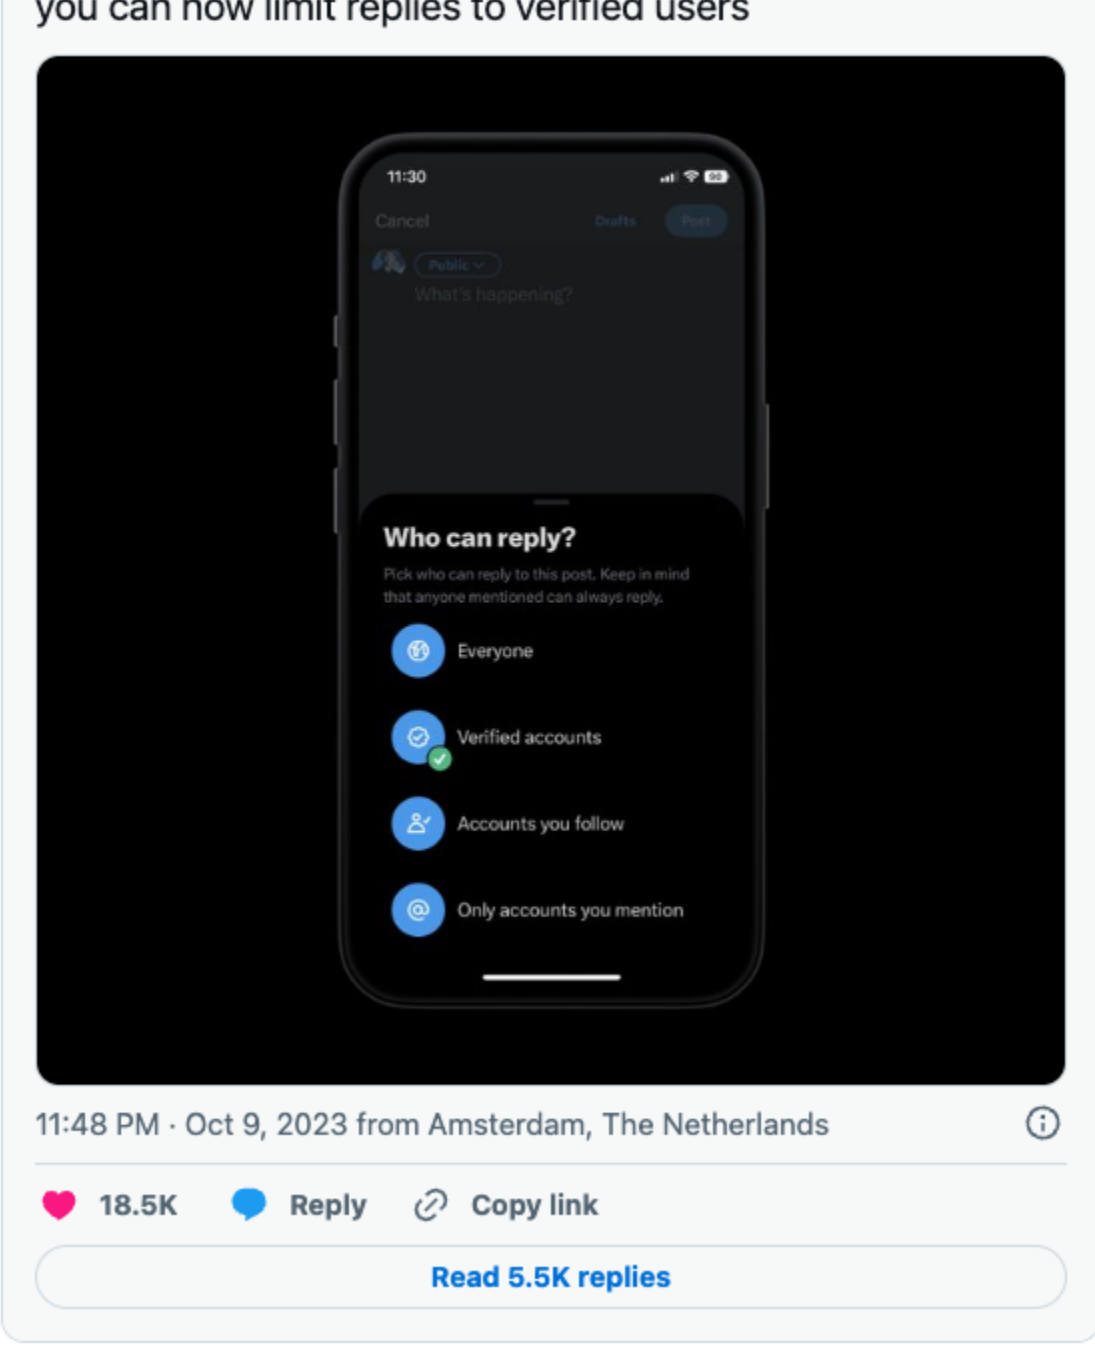 you can now limit replies to verified users
11:30
90
Cancel
Drafts
Post
Public
What's happening?
Who can reply?
Pick who can reply to this post. Keep in mind
that anyone mentioned can always reply.
Everyone
Verified accounts
Accounts you follow
@ Only accounts you mention
11:48 PM · Oct 9, 2023 from Amsterdam, The Netherlands
18.5K
Reply
Copy link
Read 5.5K replies